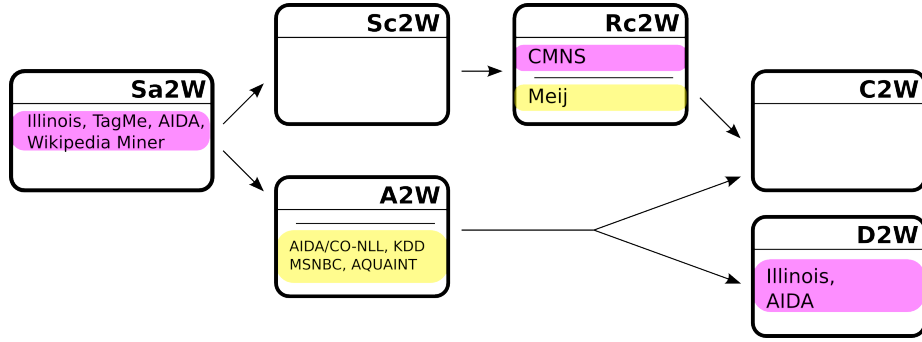 Sc2W
Rc2W
CMNS
Meij
Sa2W
Illinois, TagMe, AIDA,
Wikipedia Miner
C2W
A2W
AIDA/CO-NLL, KDD
MSNBC, AQUAINT
D2W
Illinois,
AIDA